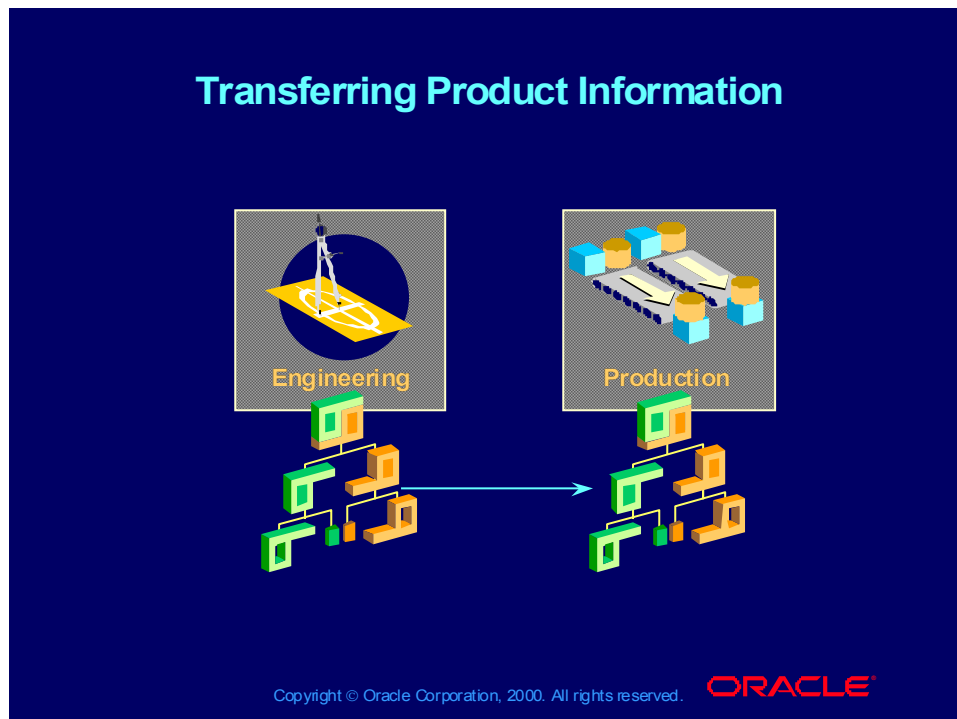 Transferring Product Information
Engineering
Production
Copyright © Oracle Corporation, 2000. All rights reserved.
ORACLE®